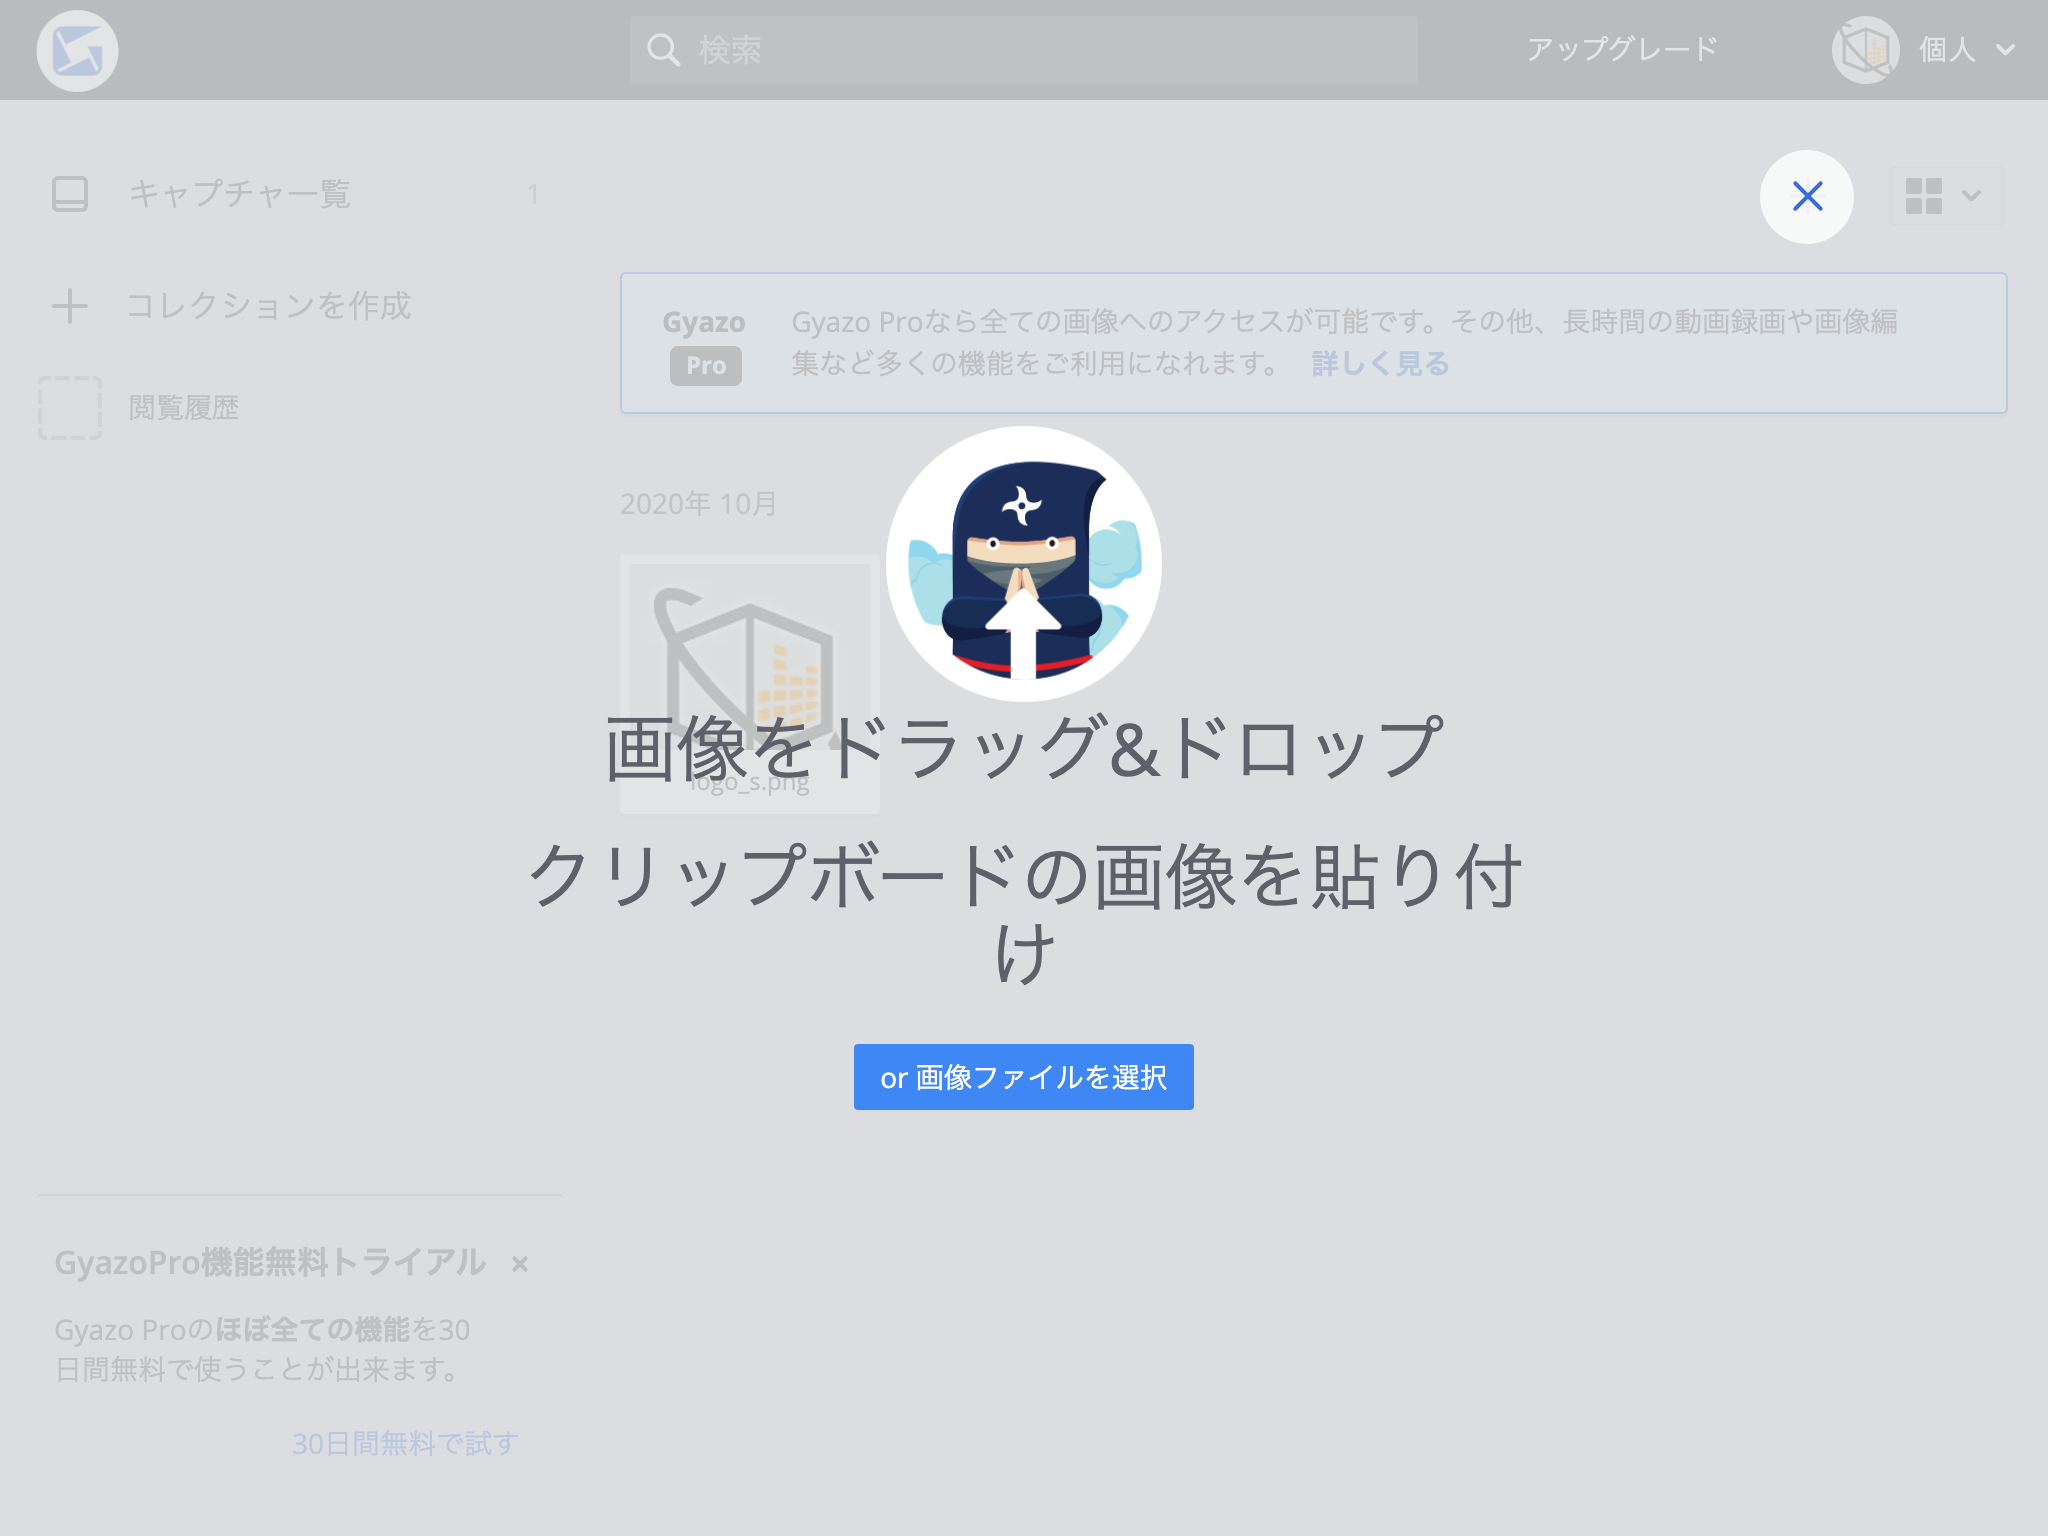 検索
アップグレード
個人
キャプチャ一覧
1
コレクションを作成
閲覧履歴
Gyazo
Pro
Gyazo Proなら全ての画像へのアクセスが可能です。その他、長時間の動画録画や画像編
集など多くの機能をご利用になれます。 詳しく見る
2020年 10月
logo_s.png
画像をドラッグ&ドロップ
クリップボードの画像を貼り付
け
or 画像ファイルを選択
GyazoPro機能無料トライアル ×
Gyazo Proのほぼ全ての機能を30
日間無料で使うことが出来ます。
30日間無料で試す